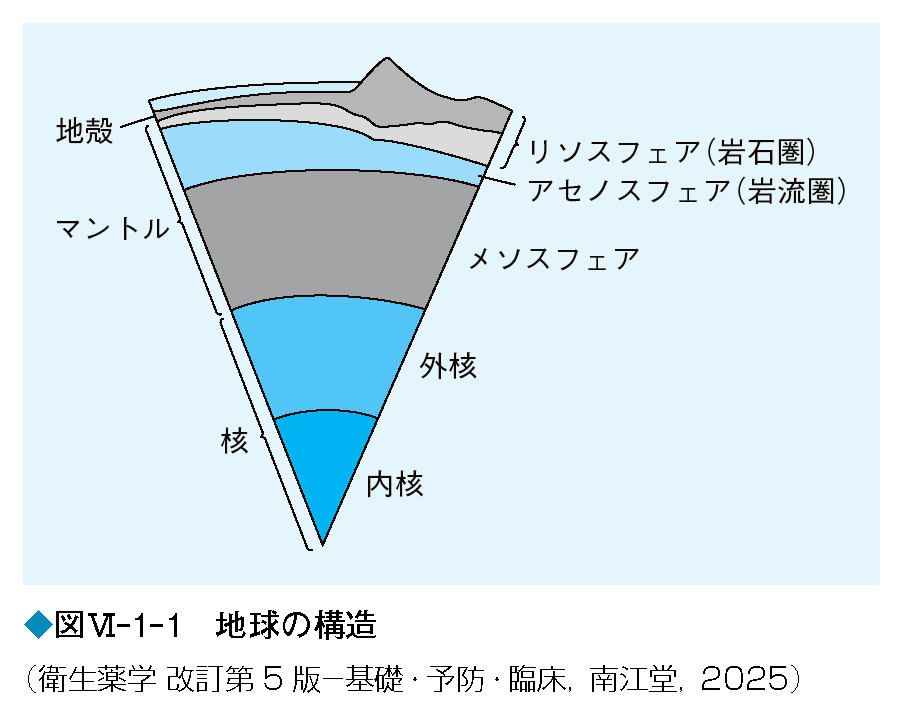 地殻
リソスフェア(岩石圏)
アセノスフェア(岩流圏)
マントル
メソスフェア
外核
核
内核
◆図Ⅵ-1-1 地球の構造
(衛生薬学 改訂第5版−基礎・予防・臨床, 南江堂, 2025)